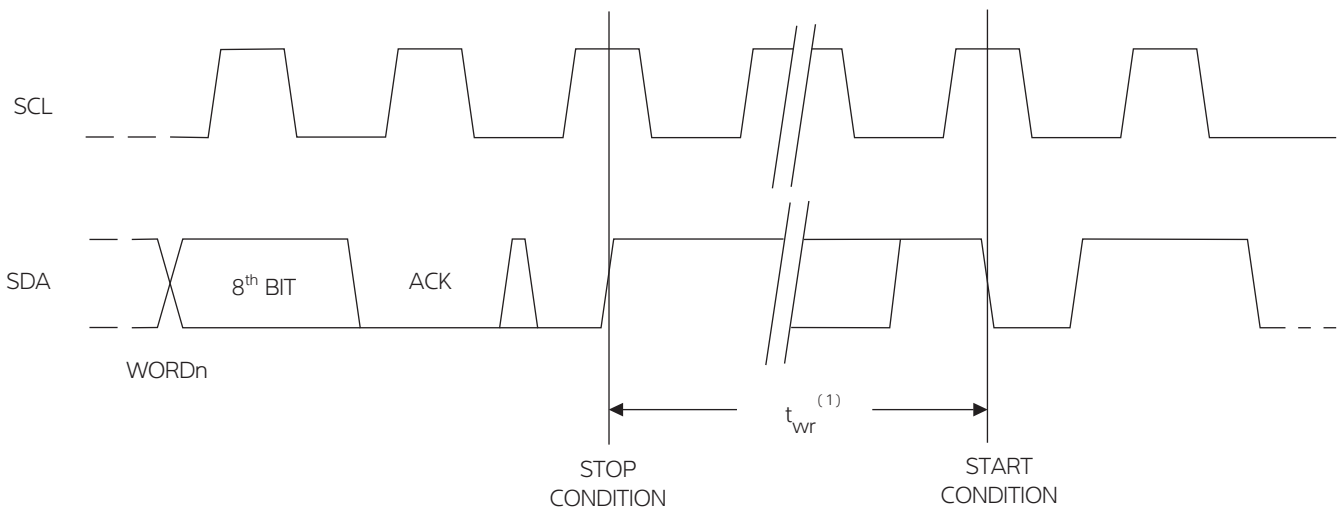 SCL
SDA
8th BIT
ACK
WORDn
twr(1)
STOP
CONDITION
START
CONDITION